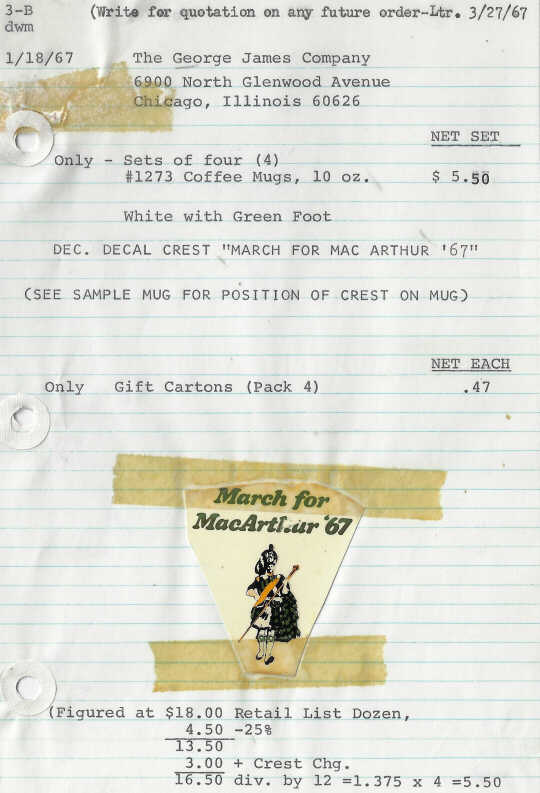 3-B (Write for quotation on any future order-Ltr. 3/27/67
dwm
1/18/67 The George James Company
6900 North Glenwood Avenue
Chicago, Illinois 60626
NET SET
Only - Sets of four (4)
#1273 Coffee Mugs, 10 oz. $ 5.50
White with Green Foot
DEC. DECAL CREST "MARCH FOR MAC ARTHUR '67"
(SEE SAMPLE MUG FOR POSITION OF CREST ON MUG)
NET EACH
Only Gift Cartons (Pack 4) .47
March for
MacArthur '67
(Figured at $18.00 Retail List Dozen,
4.50 -25%
13.50
3.00 + Crest Chg.
16.50 div. by 12 =1.375 x 4 =5.50